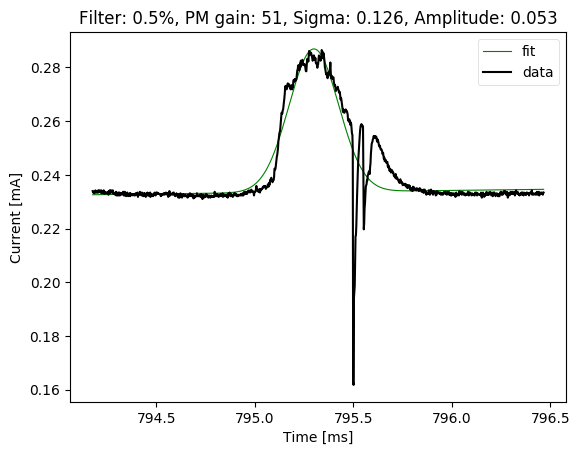 Filter: 0.5%, PM gain: 51, Sigma: 0.126, Amplitude: 0.053
fit
data
0.28
0.26
0.24
0.22
0.20
0.18
0.16
Current [mA]
794.5 795.0 795.5 796.0 796.5
Time [ms]